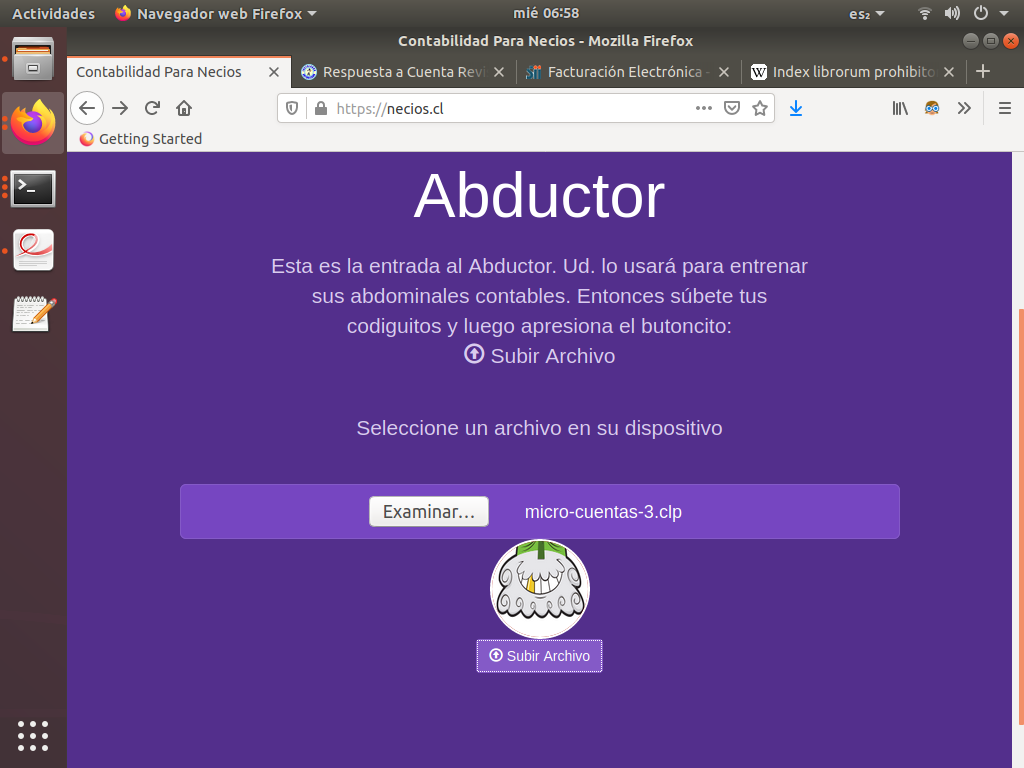 Actividades
Navegador web Firefox
mié 06:58
es₂
Contabilidad Para Necios - Mozilla Firefox
Contabilidad Para Necios
Respuesta a Cuenta Revi
Facturación Electrónica -
W Index librorum prohibito
https://necios.cl
Getting Started
Abductor
Esta es la entrada al Abductor. Ud. lo usará para entrenar
sus abdominales contables. Entonces súbete tus
codiguitos y luego apresiona el butoncito:
Subir Archivo
Seleccione un archivo en su dispositivo
Examinar...
micro-cuentas-3.clp
Subir Archivo